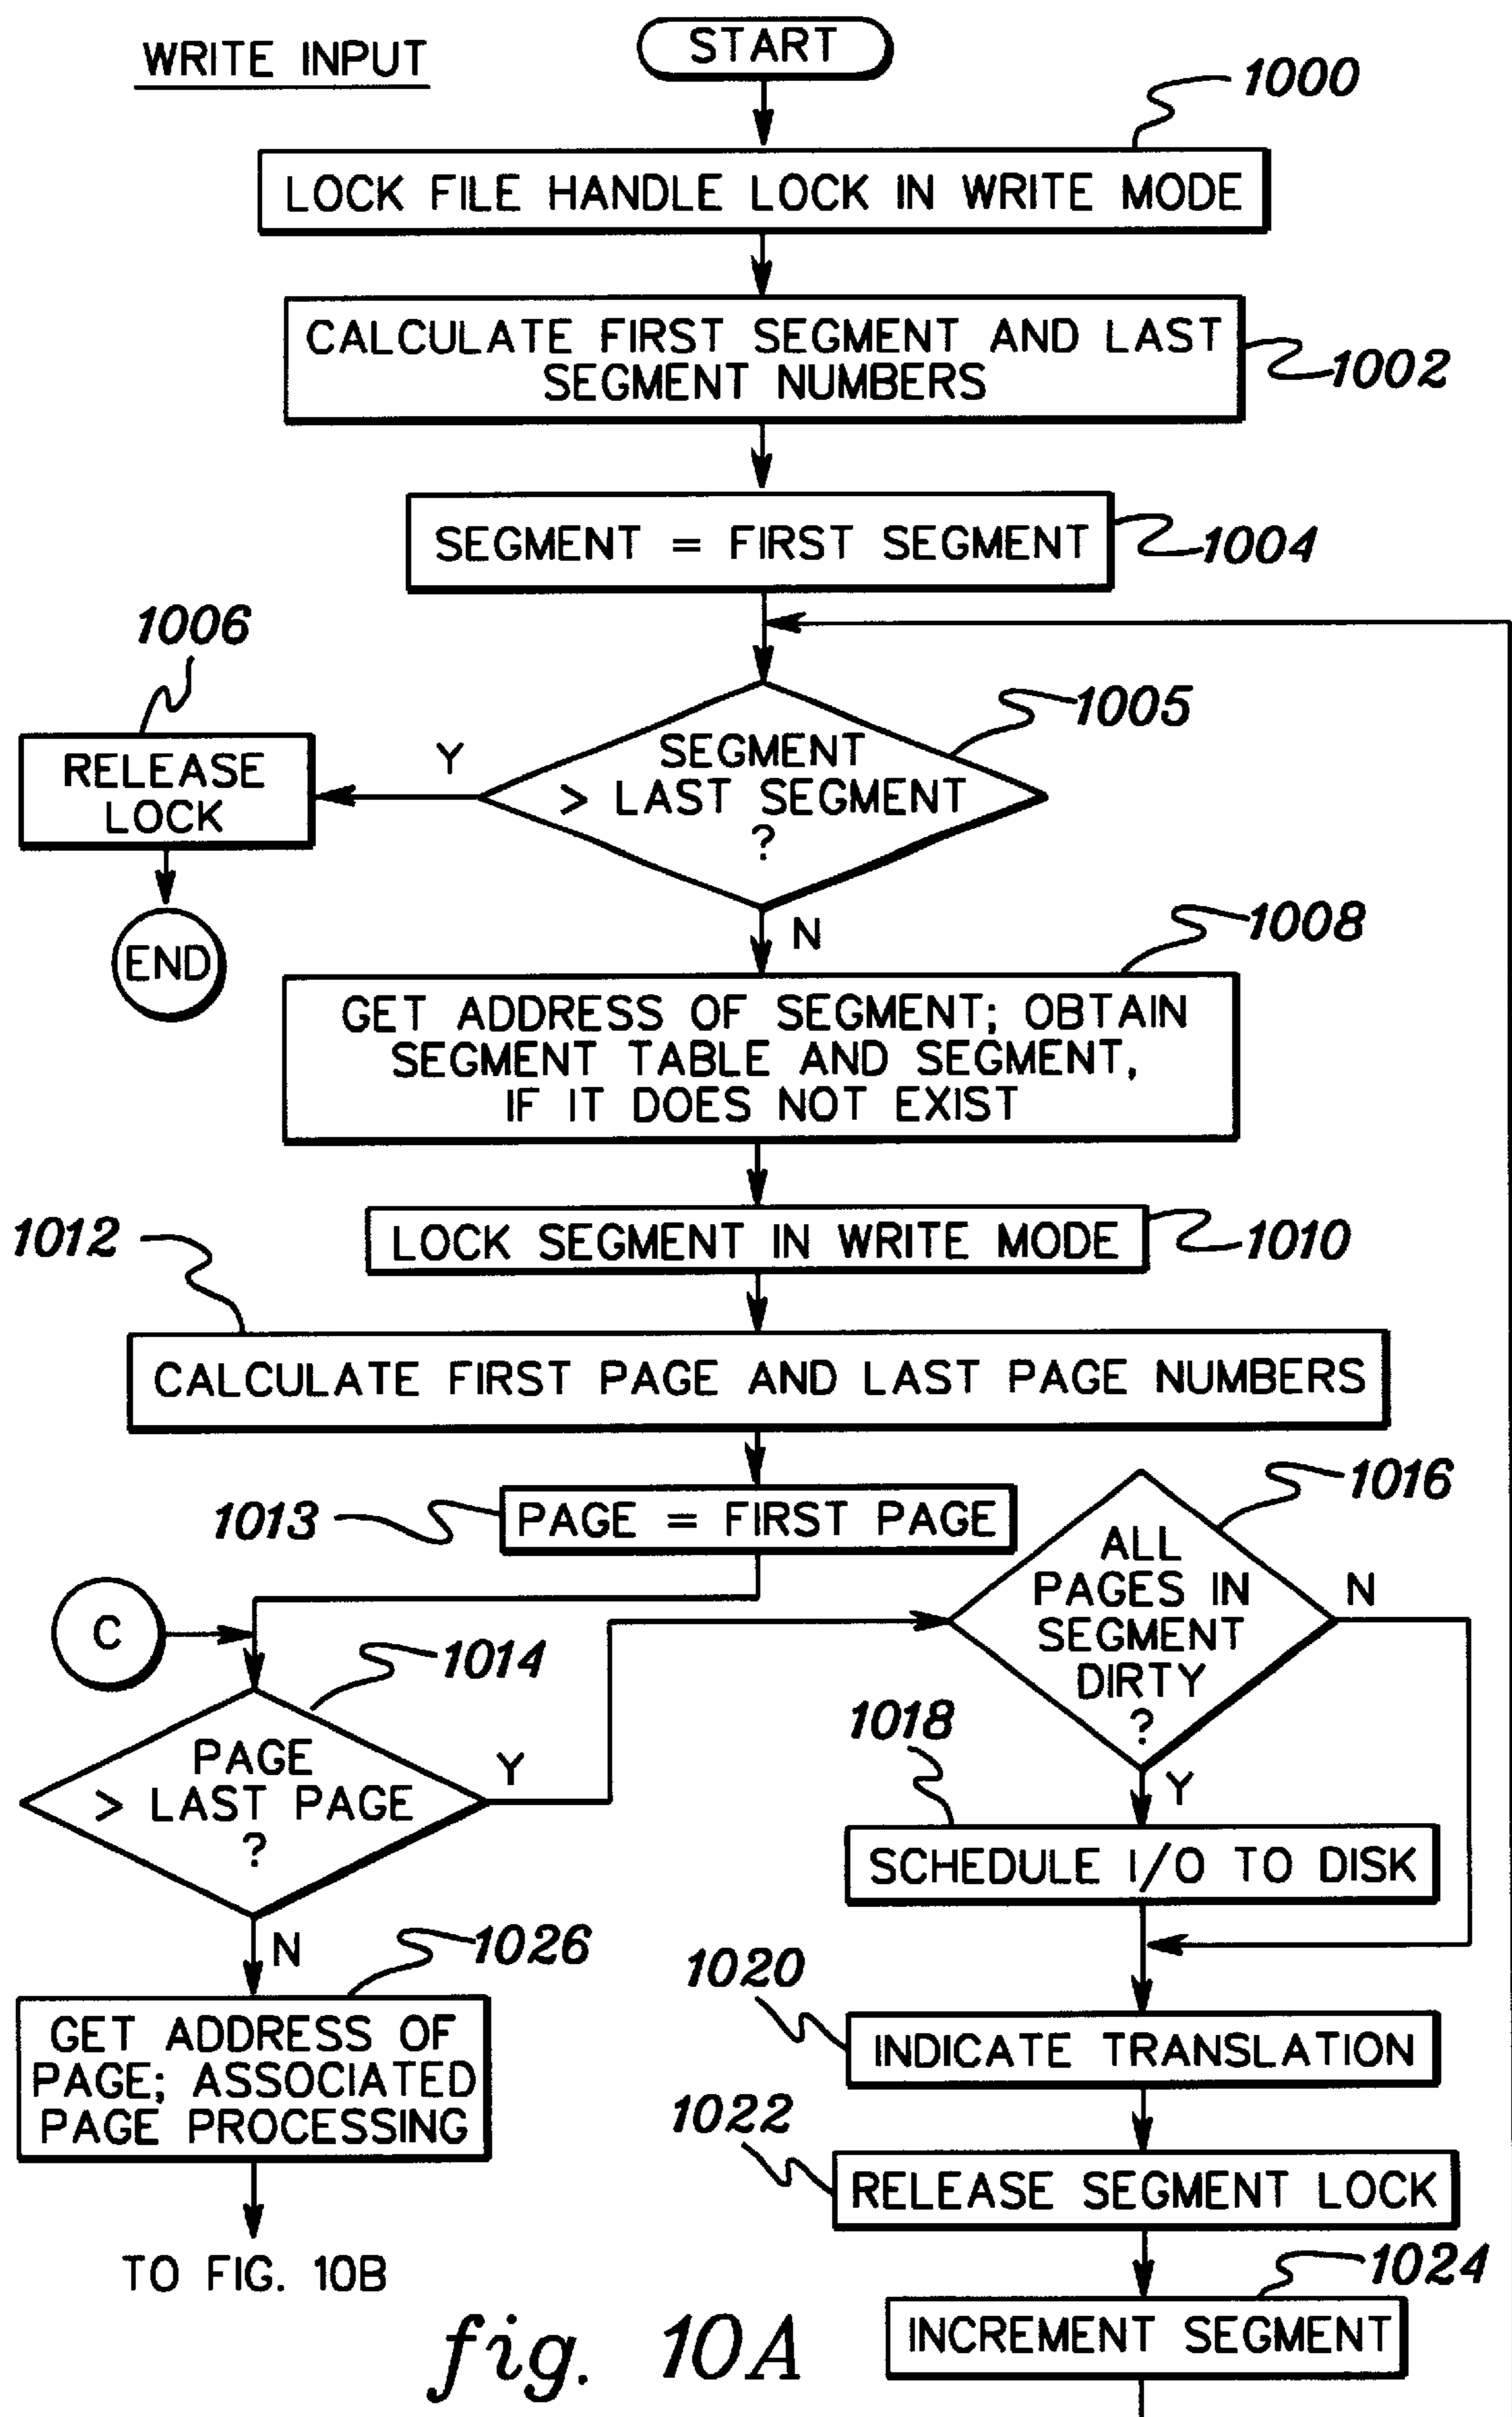 WRITE INPUT
START
1000
LOCK FILE HANDLE LOCK IN WRITE MODE
CALCULATE FIRST SEGMENT AND LAST
SEGMENT NUMBERS
1002
SEGMENT = FIRST SEGMENT
1004
1006
RELEASE
LOCK
END
Y
SEGMENT
> LAST SEGMENT
?
1005
N
1008
GET ADDRESS OF SEGMENT; OBTAIN
SEGMENT TABLE AND SEGMENT,
IF IT DOES NOT EXIST
LOCK SEGMENT IN WRITE MODE
1010
1012
CALCULATE FIRST PAGE AND LAST PAGE NUMBERS
1013
PAGE = FIRST PAGE
C
1014
PAGE
> LAST PAGE
?
Y
N
1026
GET ADDRESS OF
PAGE; ASSOCIATED
PAGE PROCESSING
TO FIG. 10B
1016
ALL
PAGES IN
SEGMENT
DIRTY
?
N
Y
1018
SCHEDULE I/O TO DISK
1020
INDICATE TRANSLATION
1022
RELEASE SEGMENT LOCK
1024
INCREMENT SEGMENT
fig. 10A